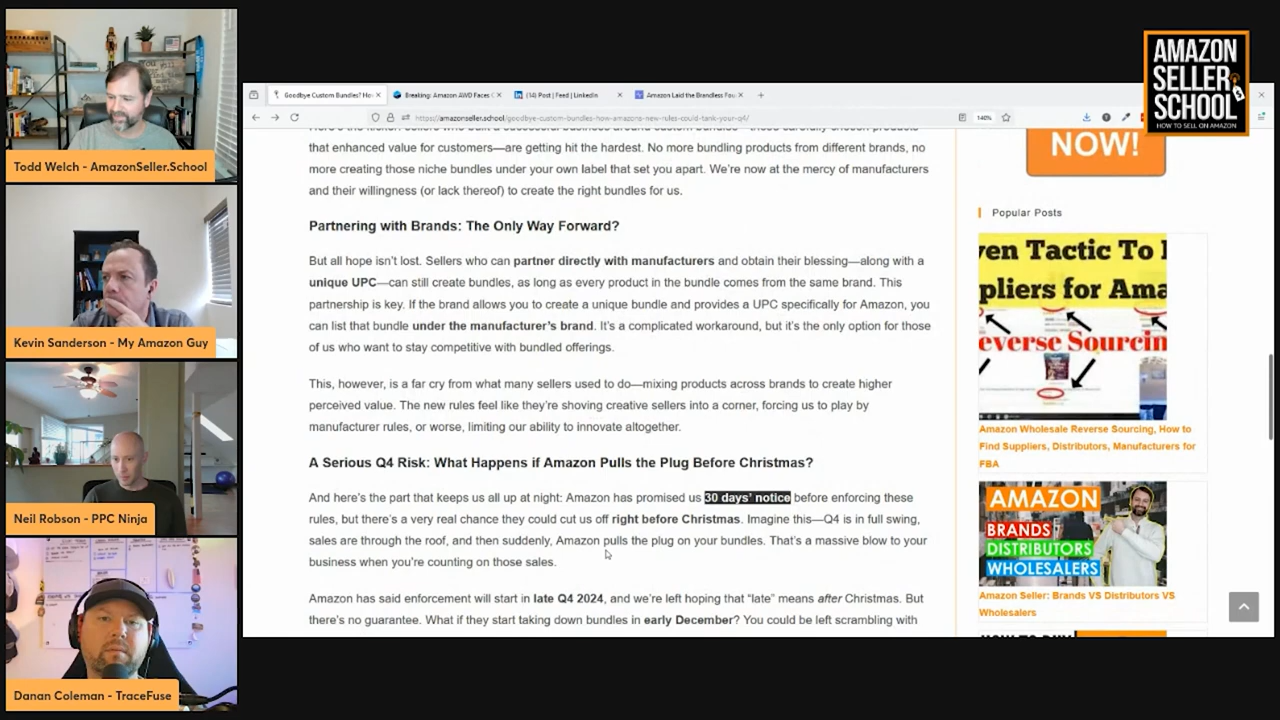 Todd Welch - AmazonSeller.School
Kevin Sanderson - My Amazon Guy
Neil Robson - PPC Ninja
Danan Coleman - TraceFuse
AMAZON
SELLER
SCHOOL
HOW TO SELL ON AMAZON
Goodbye Custom Bundles? Ho
Breaking: Amazon AWD Faces C
(14) Post | Feed | LinkedIn
Amazon Laid the Brandless Fou
https://amazonseller.school/goodbye-custom-bundles-how-amazons-new-rules-could-tank-your-q4/
140%
that enhanced value for customers—are getting hit the hardest. No more bundling products from different brands, no
more creating those niche bundles under your own label that set you apart. We're now at the mercy of manufacturers
and their willingness (or lack thereof) to create the right bundles for us.
Partnering with Brands: The Only Way Forward?
But all hope isn't lost. Sellers who can partner directly with manufacturers and obtain their blessing—along with a
unique UPC—can still create bundles, as long as every product in the bundle comes from the same brand. This
partnership is key. If the brand allows you to create a unique bundle and provides a UPC specifically for Amazon, you
can list that bundle under the manufacturer's brand. It's a complicated workaround, but it's the only option for those
of us who want to stay competitive with bundled offerings.
This, however, is a far cry from what many sellers used to do—mixing products across brands to create higher
perceived value. The new rules feel like they're shoving creative sellers into a corner, forcing us to play by
manufacturer rules, or worse, limiting our ability to innovate altogether.
A Serious Q4 Risk: What Happens if Amazon Pulls the Plug Before Christmas?
And here's the part that keeps us all up at night: Amazon has promised us 30 days' notice before enforcing these
rules, but there's a very real chance they could cut us off right before Christmas. Imagine this—Q4 is in full swing,
sales are through the roof, and then suddenly, Amazon pulls the plug on your bundles. That's a massive blow to your
business when you're counting on those sales.
Amazon has said enforcement will start in late Q4 2024, and we're left hoping that "late" means after Christmas. But
there's no guarantee. What if they start taking down bundles in early December? You could be left scrambling with
NOW!
Popular Posts
ven Tactic To
pliers for Ama
everse Sourcin
Amazon Wholesale Reverse Sourcing, How to
Find Suppliers, Distributors, Manufacturers for
FBA
AMAZON
BRANDS
DISTRIBUTORS
WHOLESALERS
Amazon Seller: Brands VS Distributors VS
Wholesalers